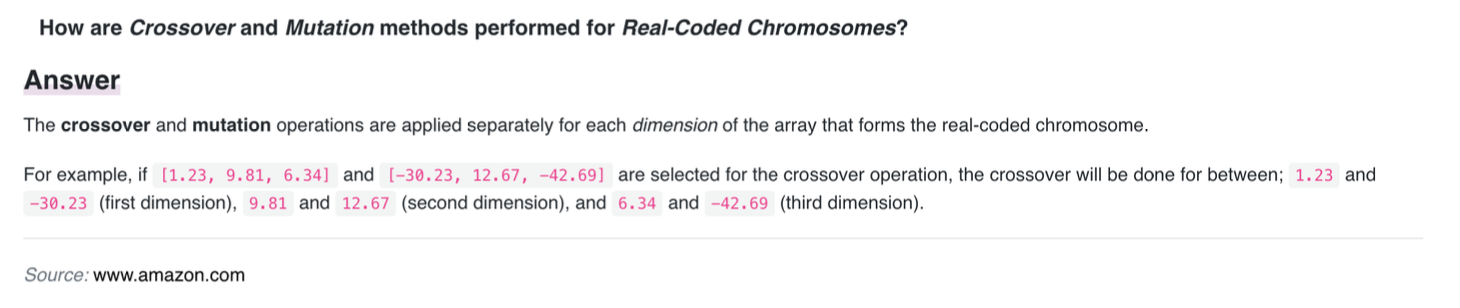 How are Crossover and Mutation methods performed for Real-Coded Chromosomes?
Answer
The crossover and mutation operations are applied separately for each dimension of the array that forms the real-coded chromosome.
For example, if [1.23, 9.81, 6.34] and [-30.23, 12.67, -42.69] are selected for the crossover operation, the crossover will be done for between; 1.23 and
-30.23 (first dimension), 9.81 and 12.67 (second dimension), and 6.34 and -42.69 (third dimension).
Source: www.amazon.com